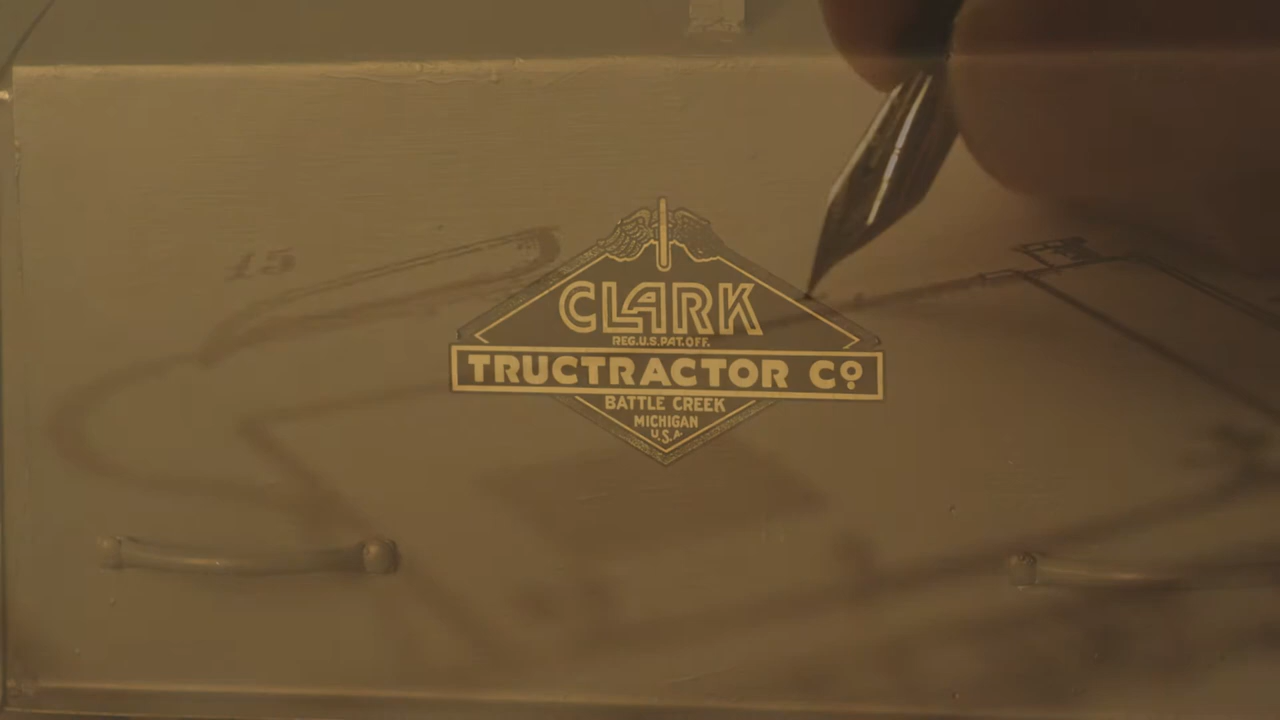 15
CLARK
REG.U.S.PAT.OFF.
TRUCTRACTOR Cº
BATTLE CREEK
MICHIGAN
U.S.A.